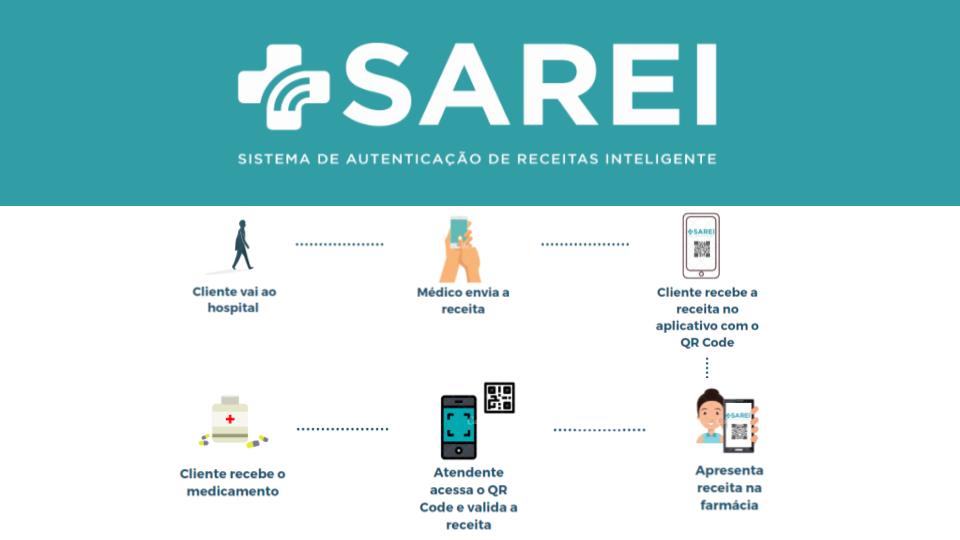 SAREI
SISTEMA DE AUTENTICAÇÃO DE RECEITAS INTELIGENTE
Cliente vai ao
hospital
Médico envia a
receita
SAREI
Cliente recebe a
receita no
aplicativo com o
QR Code
SAREI
Apresenta
receita na
farmácia
Atendente
acessa o QR
Code e valida a
receita
Cliente recebe o
medicamento